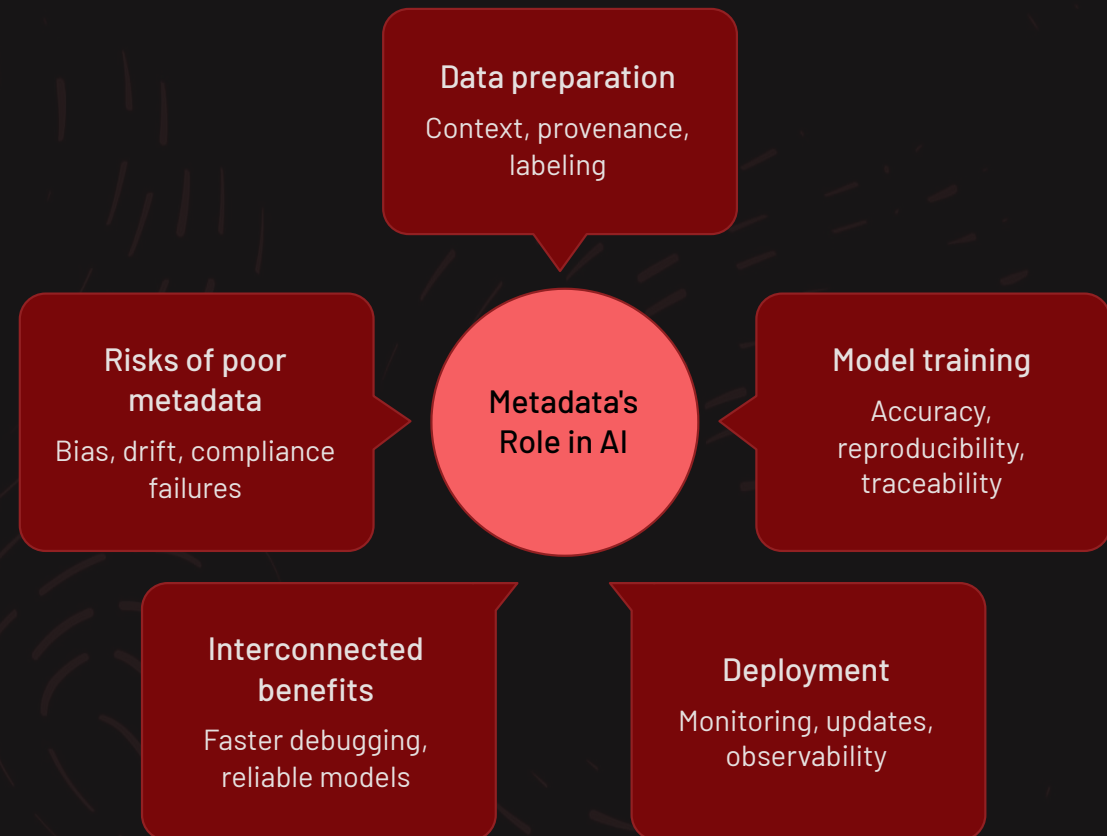 Data preparation
Context, provenance,
labeling
Risks of poor
metadata
Bias, drift, compliance
failures
Metadata's
Role in AI
Model training
Accuracy,
reproducibility,
traceability
Interconnected
benefits
Faster debugging,
reliable models
Deployment
Monitoring, updates,
observability